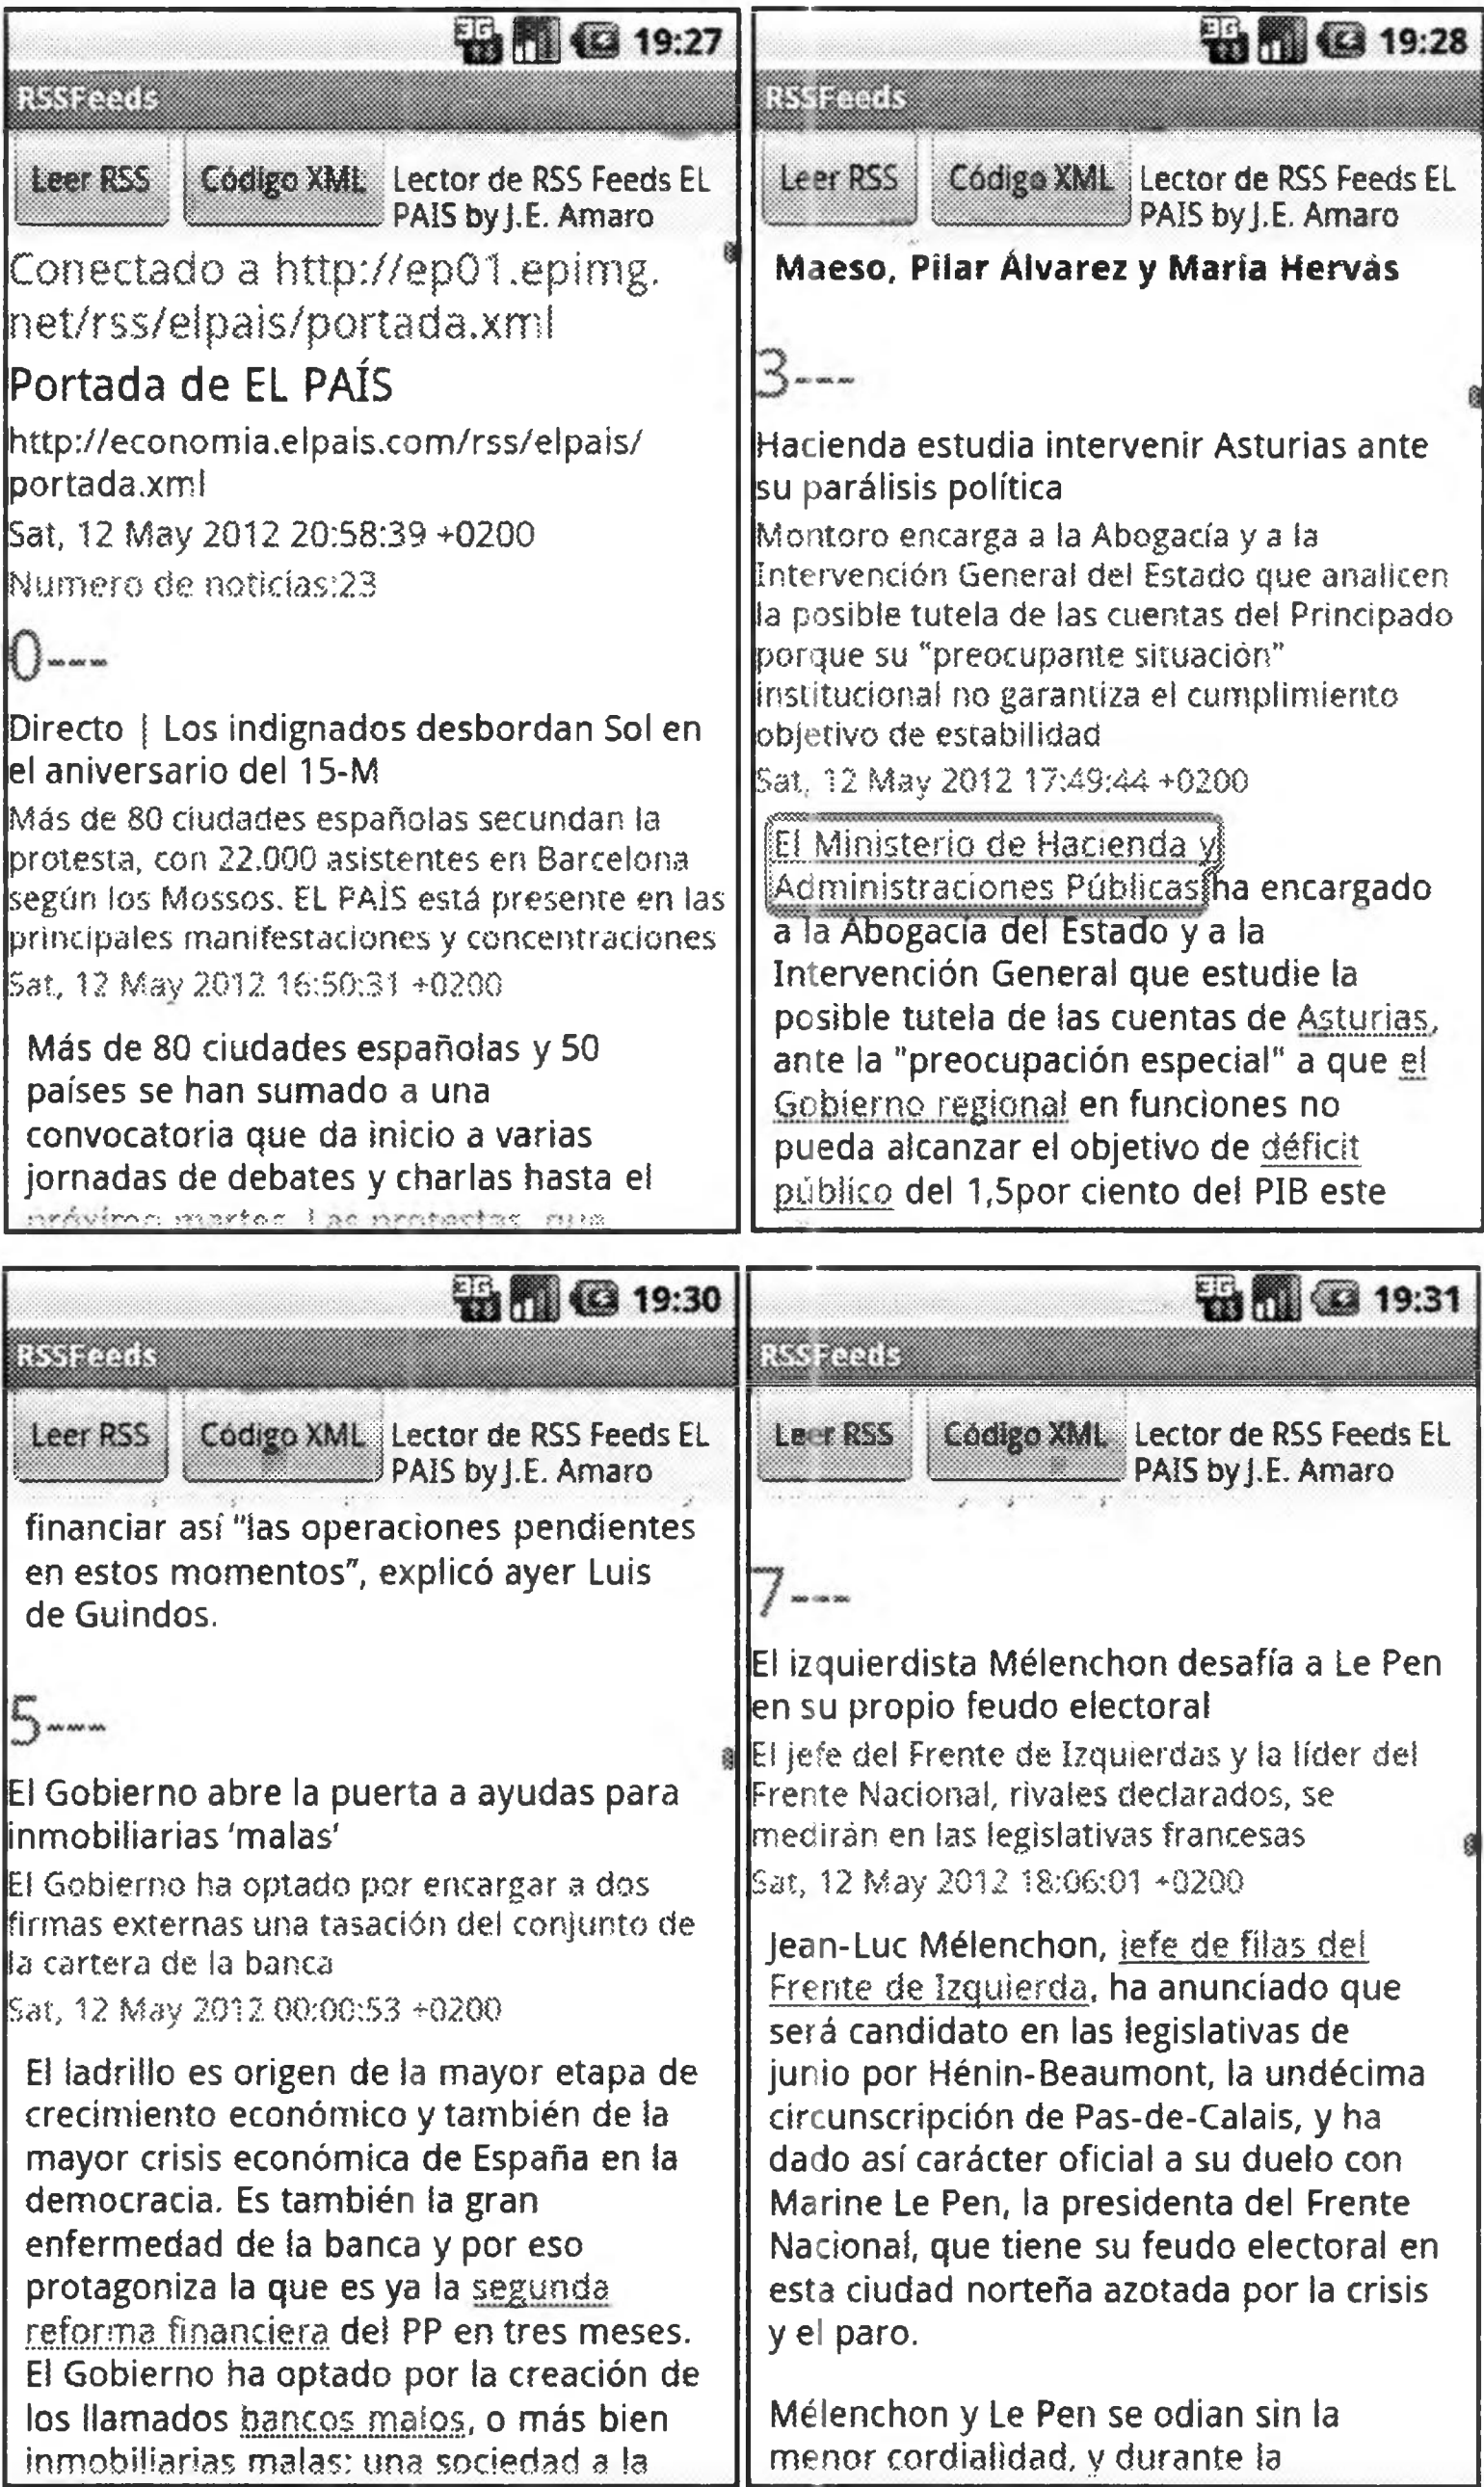 19:27
RSSFeeds
Leer RSS
Código XML
Lector de RSS Feeds EL
PAIS by J.E. Amaro
Conectado a http://ep01.epimg.
net/rss/elpais/portada.xml
Portada de EL PAÍS
http://economia.elpais.com/rss/elpais/
portada.xml
Sat, 12 May 2012 20:58:39 +0200
Numero de noticias:23
0---
Directo | Los indignados desbordan Sol en
el aniversario del 15-M
Más de 80 ciudades españolas secundan la
protesta, con 22.000 asistentes en Barcelona
según los Mossos. EL PAÍS está presente en las
principales manifestaciones y concentraciones
Sat, 12 May 2012 16:50:31 +0200
Más de 80 ciudades españolas y 50
países se han sumado a una
convocatoria que da inicio a varias
jornadas de debates y charlas hasta el
próximo martes. Las protestas, que
19:28
RSSFeeds
Leer RSS
Código XML
Lector de RSS Feeds EL
PAIS by J.E. Amaro
Maeso, Pilar Álvarez y María Hervás
3---
Hacienda estudia intervenir Asturias ante
su parálisis política
Montoro encarga a la Abogacía y a la
Intervención General del Estado que analicen
la posible tutela de las cuentas del Principado
porque su "preocupante situación"
institucional no garantiza el cumplimiento
objetivo de estabilidad
Sat, 12 May 2012 17:49:44 +0200
El Ministerio de Hacienda y
Administraciones Públicas ha encargado
a la Abogacía del Estado y a la
Intervención General que estudie la
posible tutela de las cuentas de Asturias,
ante la "preocupación especial" a que el
Gobierno regional en funciones no
pueda alcanzar el objetivo de déficit
público del 1,5por ciento del PIB este
19:30
RSSFeeds
Leer RSS
Código XML
Lector de RSS Feeds EL
PAIS by J.E. Amaro
financiar así "las operaciones pendientes
en estos momentos", explicó ayer Luis
de Guindos.
5---
El Gobierno abre la puerta a ayudas para
inmobiliarias 'malas'
El Gobierno ha optado por encargar a dos
firmas externas una tasación del conjunto de
la cartera de la banca
Sat, 12 May 2012 00:00:53 +0200
El ladrillo es origen de la mayor etapa de
crecimiento económico y también de la
mayor crisis económica de España en la
democracia. Es también la gran
enfermedad de la banca y por eso
protagoniza la que es ya la segunda
reforma financiera del PP en tres meses.
El Gobierno ha optado por la creación de
los llamados bancos malos, o más bien
inmobiliarias malas: una sociedad a la
19:31
RSSFeeds
Leer RSS
Código XML
Lector de RSS Feeds EL
PAIS by J.E. Amaro
7---
El izquierdista Mélenchon desafía a Le Pen
en su propio feudo electoral
El jefe del Frente de Izquierdas y la líder del
Frente Nacional, rivales declarados, se
medirán en las legislativas francesas
Sat, 12 May 2012 18:06:01 +0200
Jean-Luc Mélenchon, jefe de filas del
Frente de Izquierda, ha anunciado que
será candidato en las legislativas de
junio por Hénin-Beaumont, la undécima
circunscripción de Pas-de-Calais, y ha
dado así carácter oficial a su duelo con
Marine Le Pen, la presidenta del Frente
Nacional, que tiene su feudo electoral en
esta ciudad norteña azotada por la crisis
y el paro.
Mélenchon y Le Pen se odian sin la
menor cordialidad, y durante la